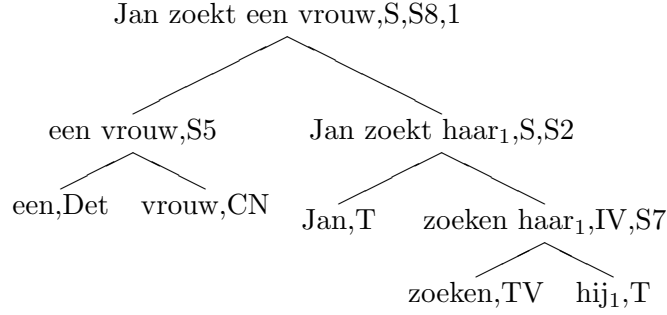 Jan zoekt een vrouw,S,S8,1
een vrouw,S5 Jan zoekt haar₁,S,S2
een,Det vrouw,CN Jan,T zoeken haar₁,IV,S7
zoeken,TV hij₁,T